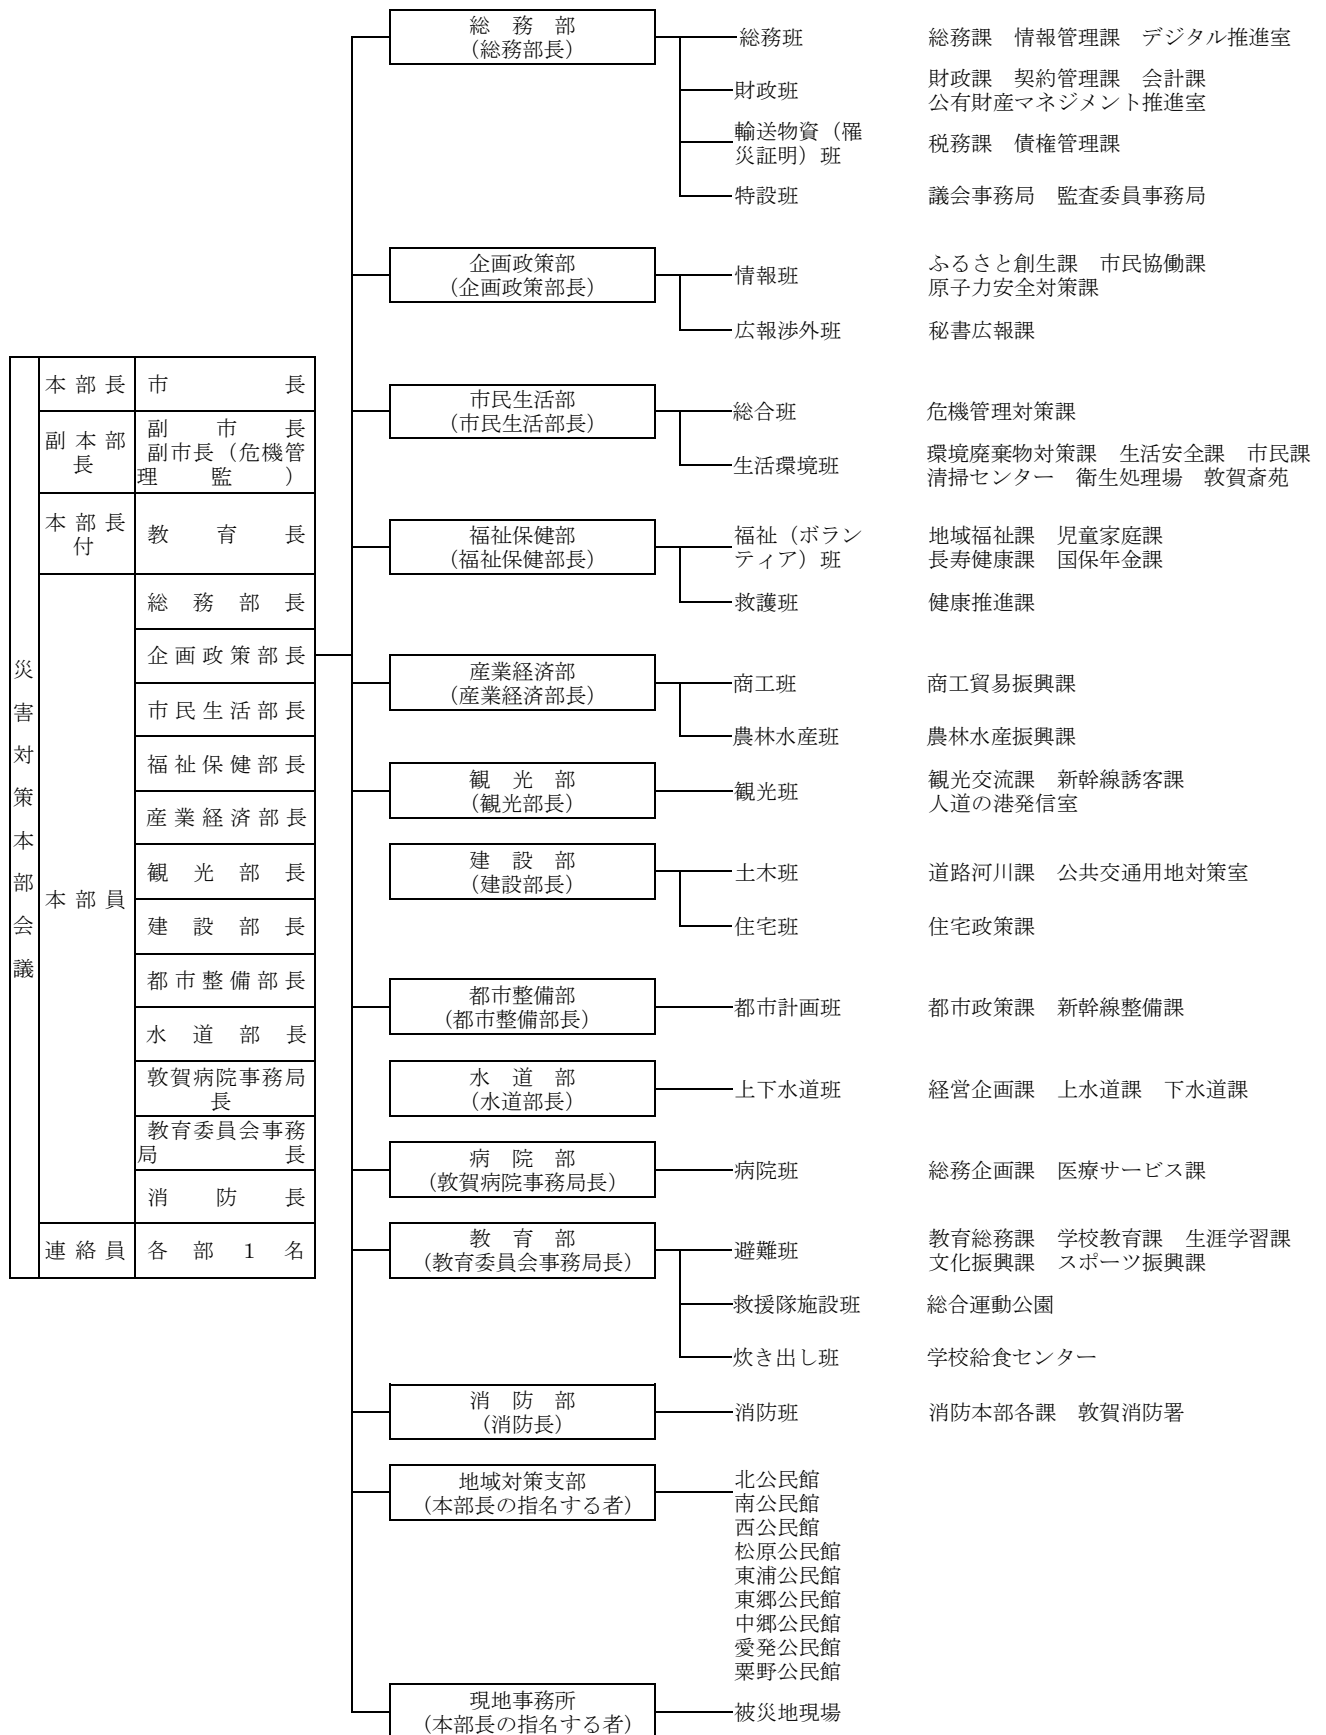 災害対策本部会議
本部長 市長
副本部長 副市長
副市長（危機管理監）
本部長付 教育長
本部員 総務部長
企画政策部長
市民生活部長
福祉保健部長
産業経済部長
観光部長
建設部長
都市整備部長
水道部長
敦賀病院事務局長
教育委員会事務局長
消防長
連絡員 各部1名
総務部
（総務部長）
総務班 総務課 情報管理課 デジタル推進室
財政班 財政課 契約管理課 会計課
公有財産マネジメント推進室
輸送物資（罹
災証明）班
税務課 債権管理課
特設班 議会事務局 監査委員事務局
企画政策部
（企画政策部長）
情報班 ふるさと創生課 市民協働課
原子力安全対策課
広報渉外班 秘書広報課
市民生活部
（市民生活部長）
総合班 危機管理対策課
生活環境班 環境廃棄物対策課 生活安全課 市民課
清掃センター 衛生処理場 敦賀斎苑
福祉保健部
（福祉保健部長）
福祉（ボラン
ティア）班
地域福祉課 児童家庭課
長寿健康課 国保年金課
救護班 健康推進課
産業経済部
（産業経済部長）
商工班 商工貿易振興課
農林水産班 農林水産振興課
観光部
（観光部長）
観光班 観光交流課 新幹線誘客課
人道の港発信室
建設部
（建設部長）
土木班 道路河川課 公共交通用地対策室
住宅班 住宅政策課
都市整備部
（都市整備部長）
都市計画班 都市政策課 新幹線整備課
水道部
（水道部長）
上下水道班 経営企画課 上水道課 下水道課
病院部
（敦賀病院事務局長）
病院班 総務企画課 医療サービス課
教育部
（教育委員会事務局長）
避難班 教育総務課 学校教育課 生涯学習課
文化振興課 スポーツ振興課
救援隊施設班 総合運動公園
炊き出し班 学校給食センター
消防部
（消防長）
消防班 消防本部各課 敦賀消防署
地域対策支部
（本部長の指名する者）
北公民館
南公民館
西公民館
松原公民館
東浦公民館
東郷公民館
中郷公民館
愛発公民館
粟野公民館
現地事務所
（本部長の指名する者）
被災地現場